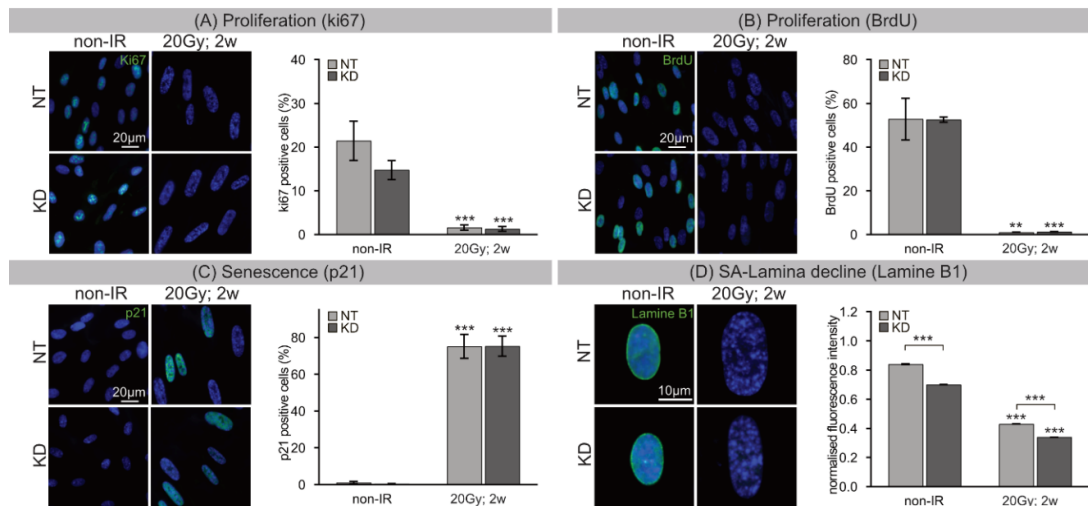 (A) Proliferation (ki67)
non-IR 20Gy; 2w
Ki67
NT
20µm
KD
ki67 positive cells (%)
40
30
20
10
0
NT
KD
*** ***
non-IR 20Gy; 2w
(B) Proliferation (BrdU)
non-IR 20Gy; 2w
BrdU
NT
20µm
KD
BrdU positive cells (%)
80
60
40
20
0
NT
KD
** ***
non-IR 20Gy; 2w
(C) Senescence (p21)
non-IR 20Gy; 2w
p21
NT
20µm
KD
p21 positive cells (%)
80
60
40
20
0
NT
KD
*** ***
non-IR 20Gy; 2w
(D) SA-Lamina decline (Lamine B1)
non-IR 20Gy; 2w
Lamine B1
NT
10µm
KD
normalised fluorescence intensity
1.2
1.0
0.8
0.6
0.4
0.2
0.0
NT
KD
***
***
*** ***
non-IR 20Gy; 2w